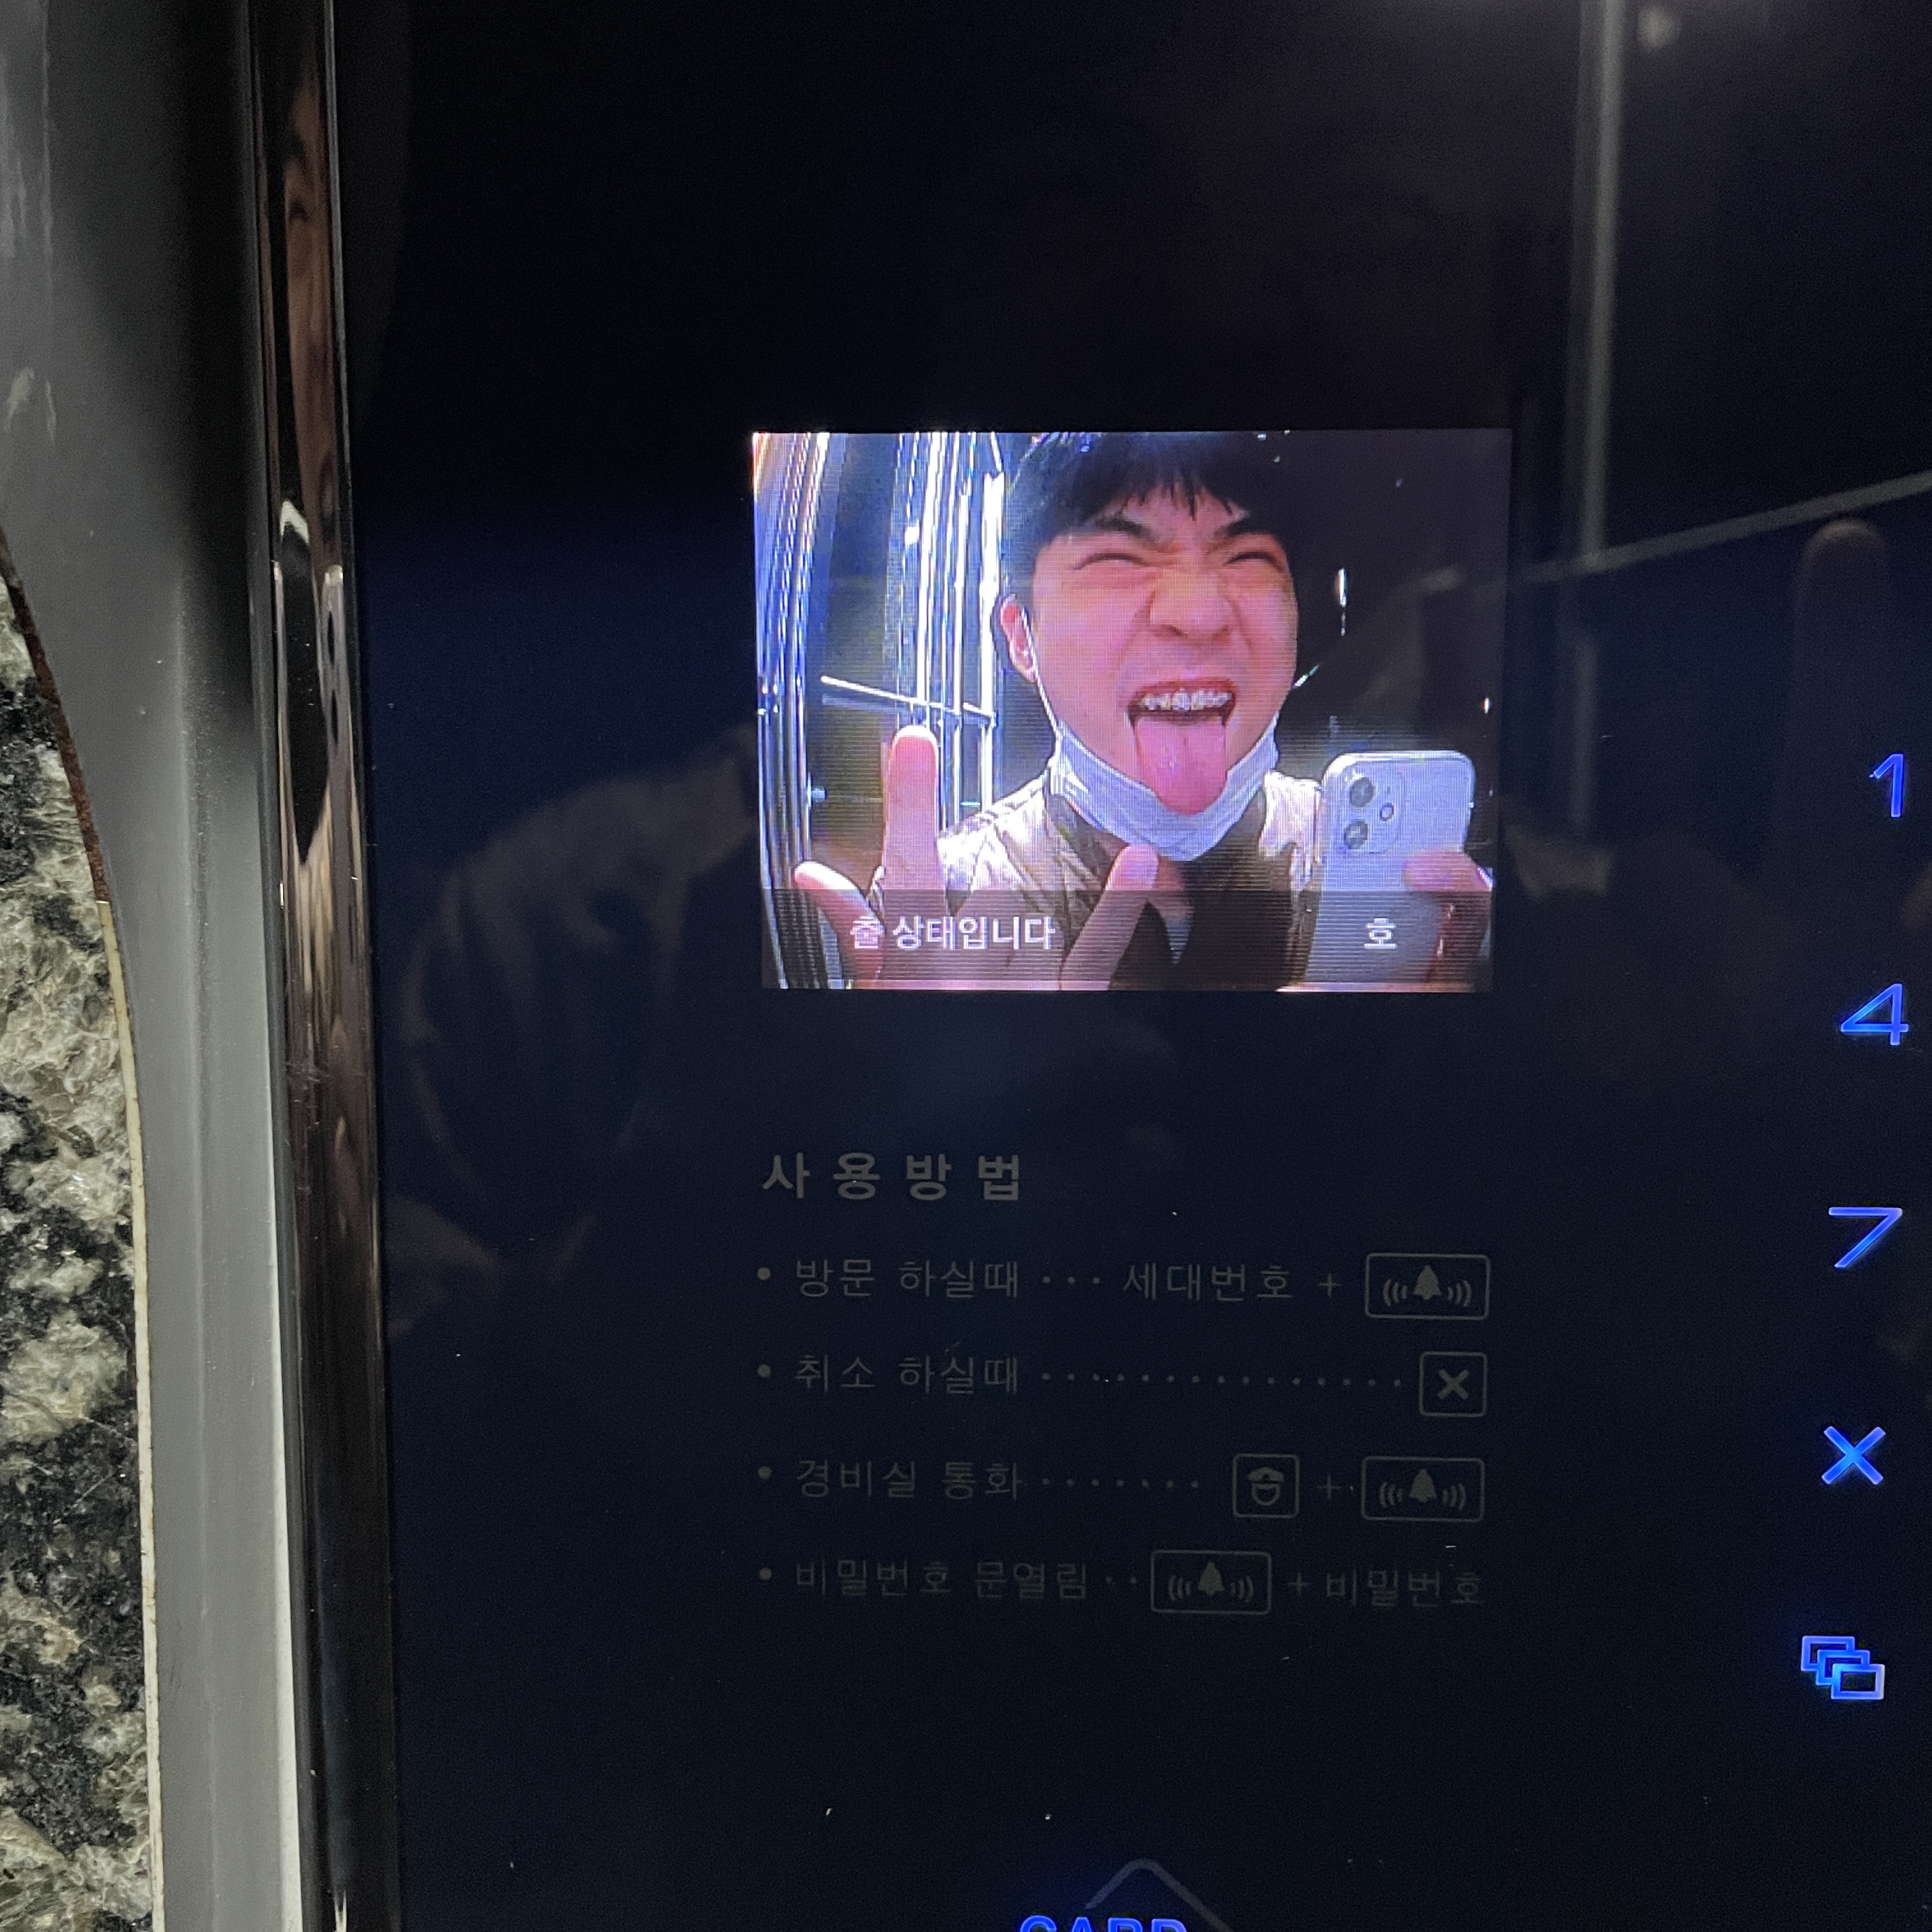 출 상태입니다 호
사용방법
• 방문 하실때 ··· 세대번호 +
• 취소 하실때 ················ X
• 경비실 통화 ······· +
• 비밀번호 문열림 ·· + 비밀번호
1
4
7
X
CARD